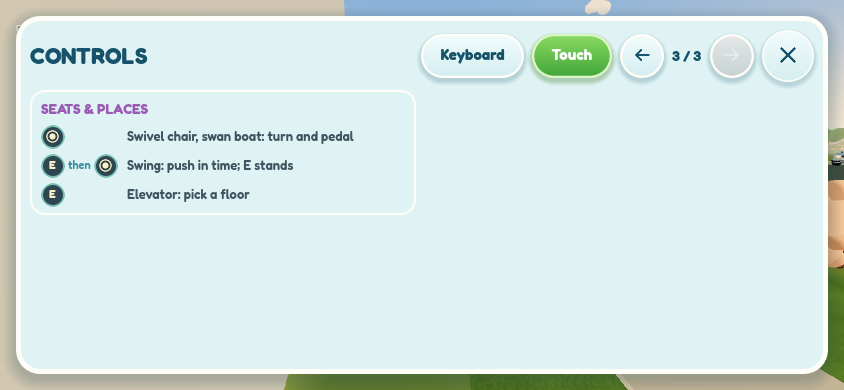 CONTROLS
Keyboard
Touch
3 / 3
SEATS & PLACES
Swivel chair, swan boat: turn and pedal
E then Swing: push in time; E stands
E Elevator: pick a floor